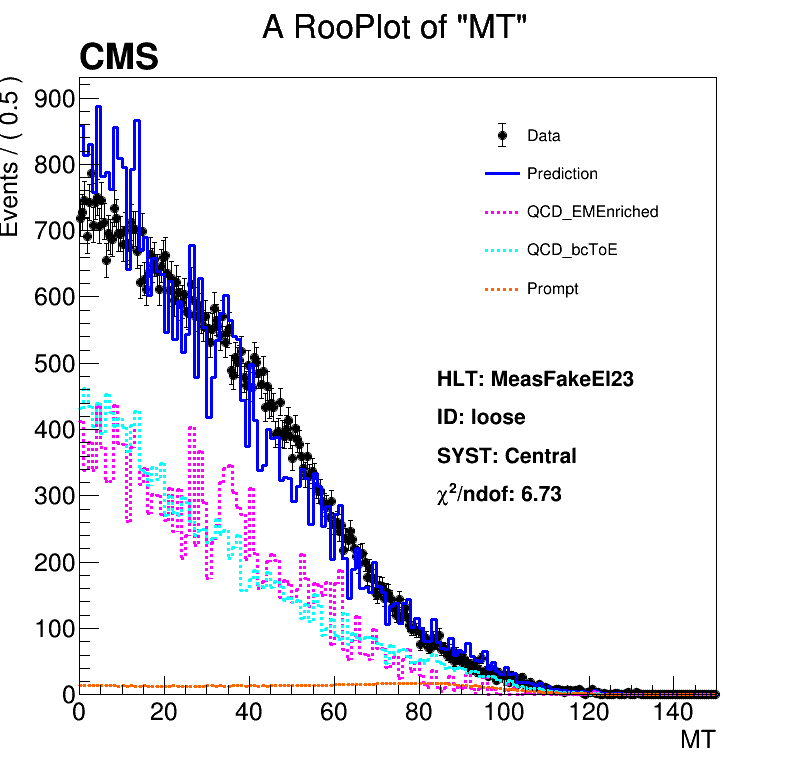 A RooPlot of "MT"
CMS
Events / ( 0.5 )
900
800
700
600
500
400
300
200
100
0
Data
Prediction
QCD_EMEnriched
QCD_bcToE
Prompt
HLT: MeasFakeEl23
ID: loose
SYST: Central
χ²/ndof: 6.73
0 20 40 60 80 100 120 140
MT